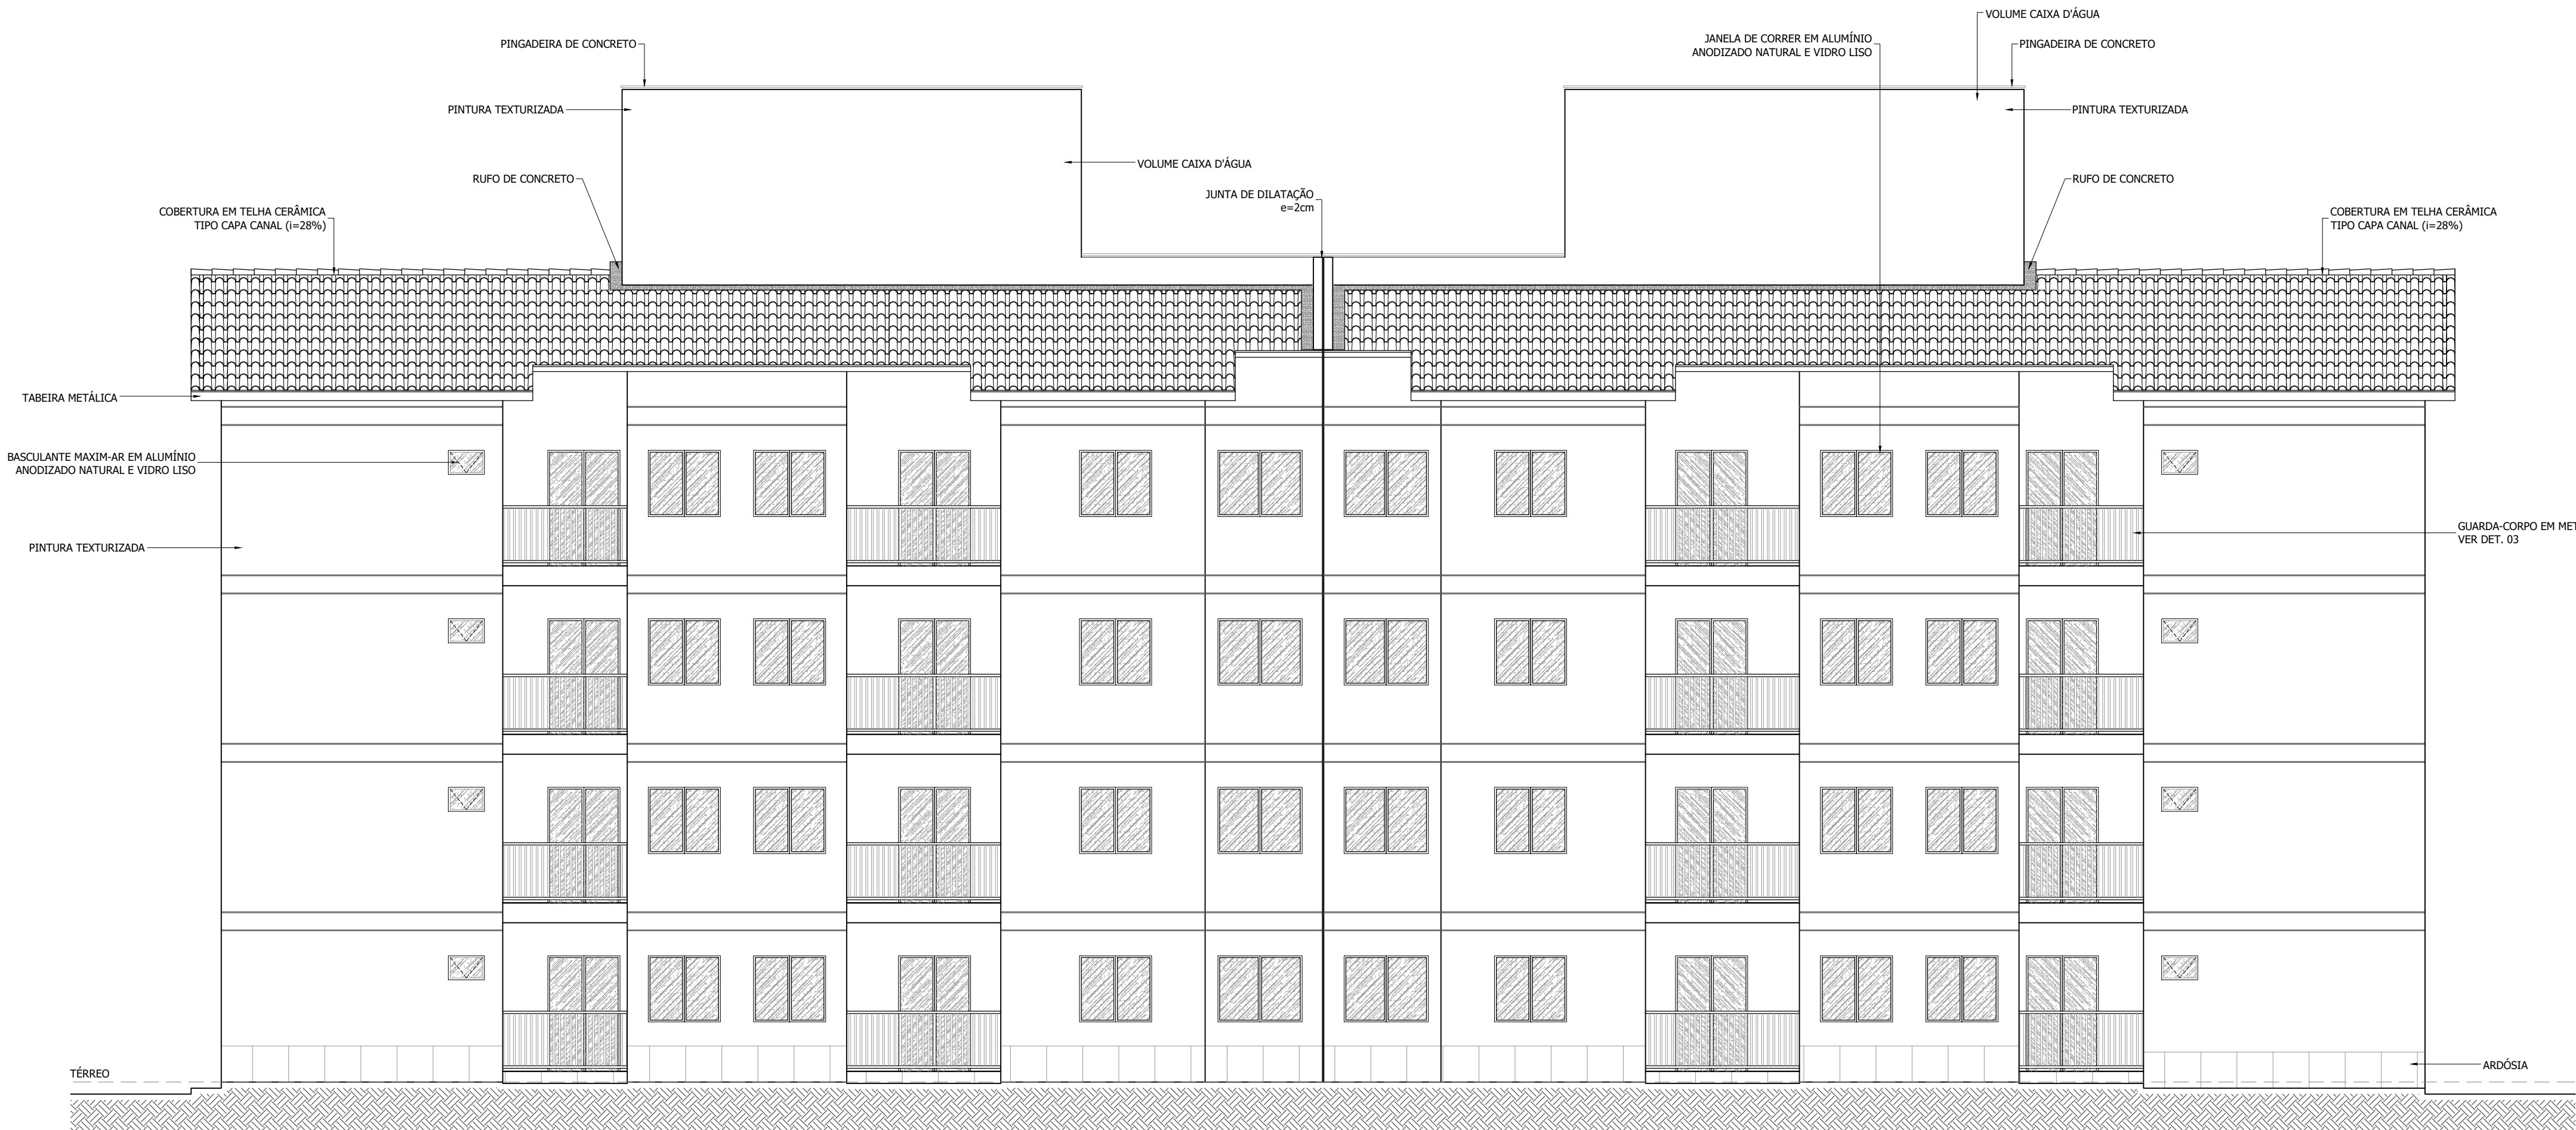 VOLUME CAIXA D'ÁGUA
PINGADEIRA DE CONCRETO
JANELA DE CORRER EM ALUMÍNIO
ANODIZADO NATURAL E VIDRO LISO
PINGADEIRA DE CONCRETO
PINTURA TEXTURIZADA
PINTURA TEXTURIZADA
VOLUME CAIXA D'ÁGUA
RUFO DE CONCRETO
RUFO DE CONCRETO
JUNTA DE DILATAÇÃO
e=2cm
COBERTURA EM TELHA CERÂMICA
TIPO CAPA CANAL (i=28%)
COBERTURA EM TELHA CERÂMICA
TIPO CAPA CANAL (i=28%)
TABEIRA METÁLICA
BASCULANTE MAXIM-AR EM ALUMÍNIO
ANODIZADO NATURAL E VIDRO LISO
GUARDA-CORPO EM
VER DET. 03
PINTURA TEXTURIZADA
TÉRREO
ARDÓSIA